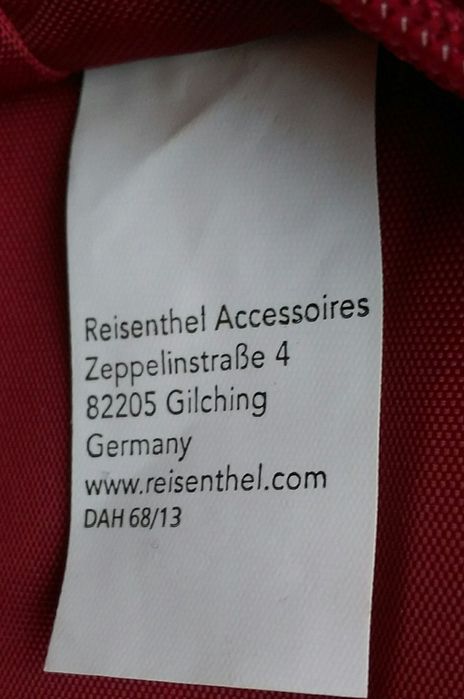 Reisenthel Accessoires
Zeppelinstraße 4
82205 Gilching
Germany
www.reisenthel.com
DAH 68/13